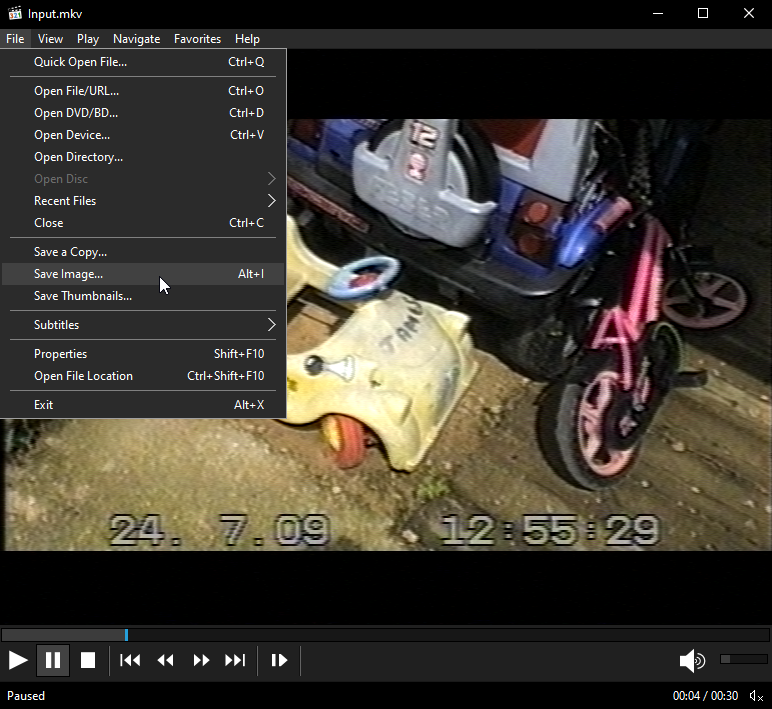 Input.mkv
File View Play Navigate Favorites Help
Quick Open File... Ctrl+Q
Open File/URL... Ctrl+O
Open DVD/BD... Ctrl+D
Open Device... Ctrl+V
Open Directory...
Open Disc
Recent Files
Close Ctrl+C
Save a Copy...
Save Image... Alt+I
Save Thumbnails...
Subtitles
Properties Shift+F10
Open File Location Ctrl+Shift+F10
Exit Alt+X
12
JAMU
24. 7.09 12:55:29
Paused 00:04 / 00:30